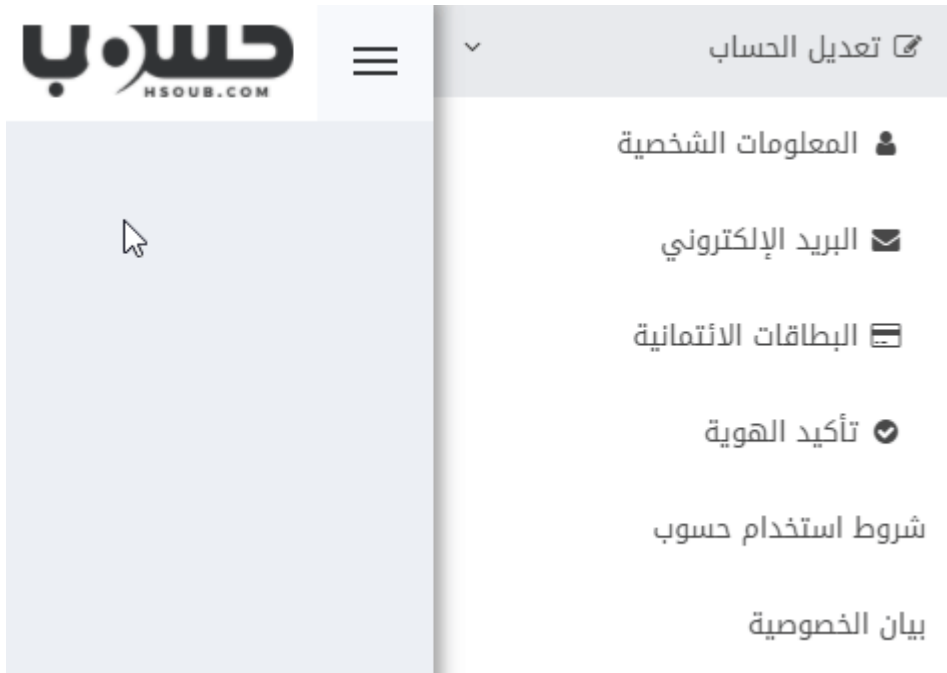 تعديل الحساب
المعلومات الشخصية
البريد الإلكتروني
البطاقات الائتمانية
تأكيد الهوية
شروط استخدام حسوب
بيان الخصوصية
حسوب
HSOUB.COM